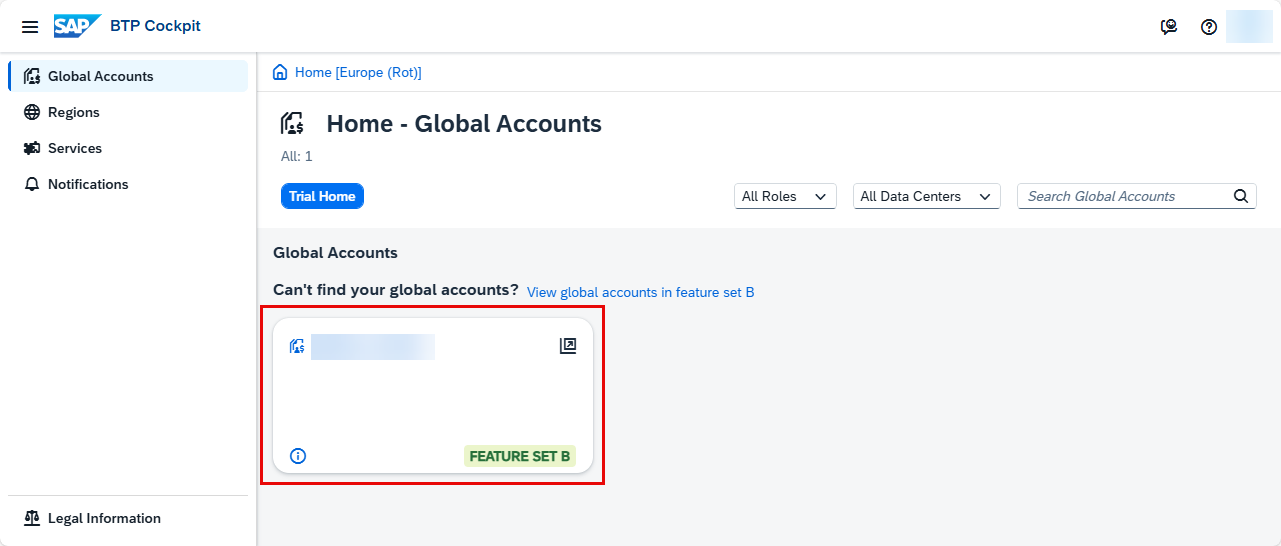 SAP BTP Cockpit
Global Accounts
Regions
Services
Notifications
Legal Information
Home [Europe (Rot)]
Home - Global Accounts
All: 1
Trial Home
All Roles
All Data Centers
Search Global Accounts
Global Accounts
Can't find your global accounts? View global accounts in feature set B
FEATURE SET B